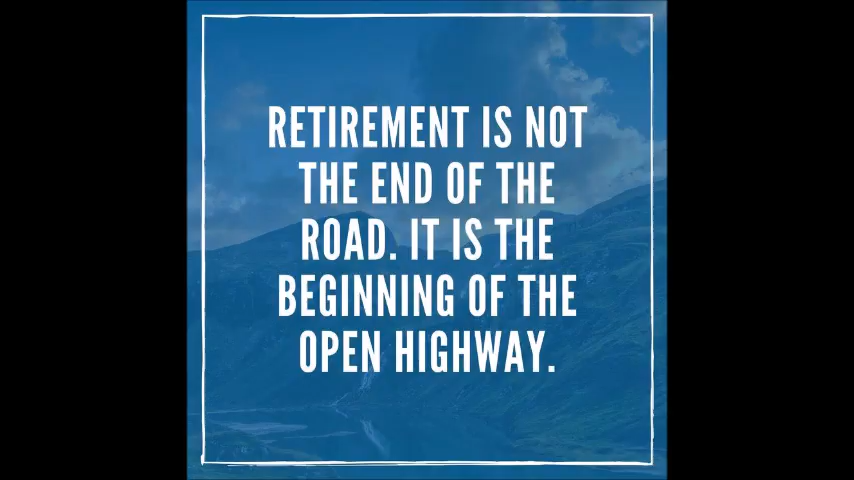 RETIREMENT IS NOT
THE END OF THE
ROAD. IT IS THE
BEGINNING OF THE
OPEN HIGHWAY.